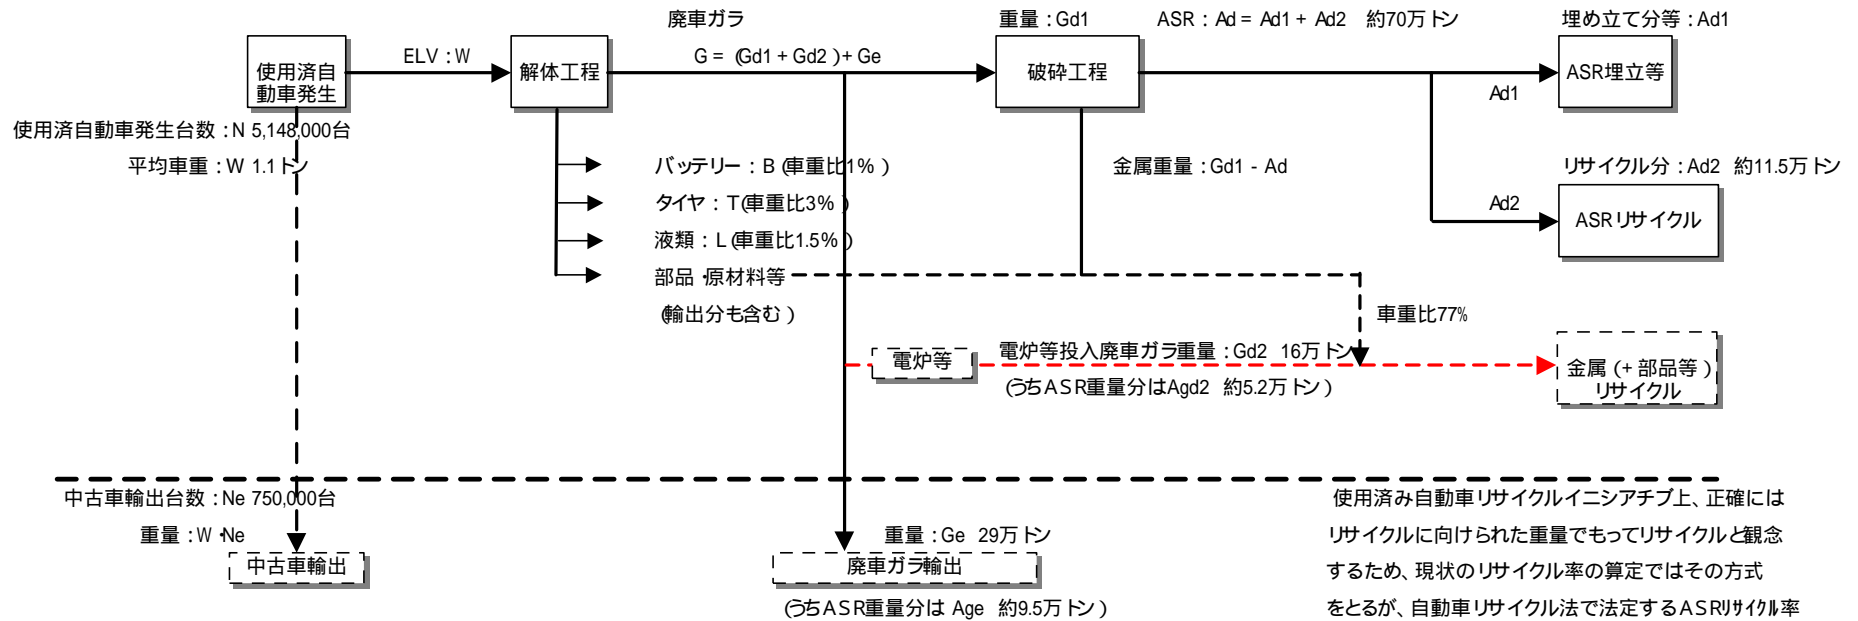 廃車ガラ
重量：Gd1
ASR：Ad = Ad1 + Ad2　約70万トン
埋め立て分等：Ad1
ELV：W
G = (Gd1 + Gd2 ) + Ge
使用済自
動車発生
解体工程
破砕工程
ASR埋立等
Ad1
使用済自動車発生台数：N 5,148,000台
平均車重：W 1.1トン
バッテリー：B (車重比1% )
金属重量：Gd1 - Ad
リサイクル分：Ad2　約11.5万トン
タイヤ：T(車重比3% )
Ad2
ASRリサイクル
液類：L (車重比1.5% )
部品・原材料等
(輸出分も含む )
車重比77%
電炉等
電炉等投入廃車ガラ重量：Gd2　16万トン
(うちASR重量分はAgd2　約5.2万トン)
金属 (+ 部品等 )
リサイクル
中古車輸出台数：Ne 750,000台
重量：W・Ne
中古車輸出
重量：Ge　29万トン
廃車ガラ輸出
(うちASR重量分は Age　約9.5万トン)
使用済み自動車リサイクルイニシアチブ上、正確には
リサイクルに向けられた重量でもってリサイクルと観念
するため、現状のリサイクル率の算定ではその方式
をとるが、自動車リサイクル法で法定するASRリサイクル率